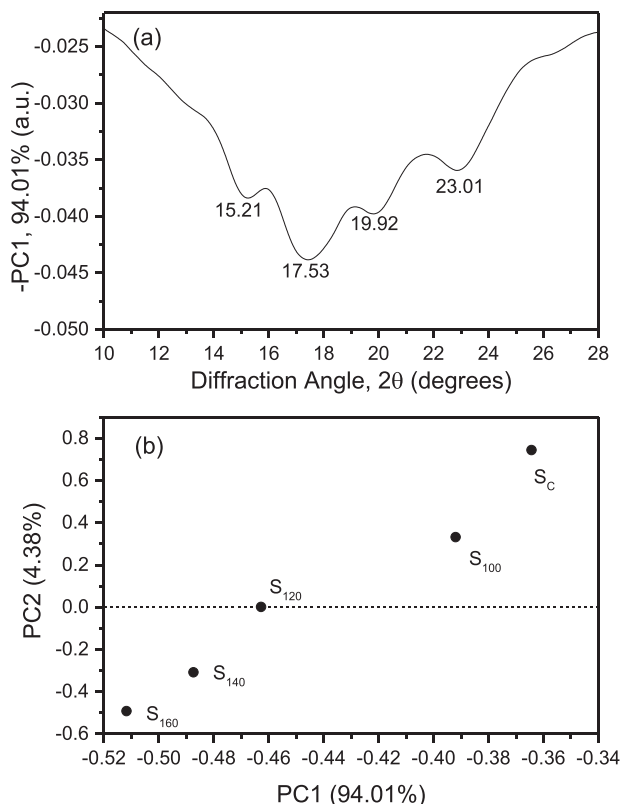 (a)
-PC1, 94.01% (a.u.)
-0.025
-0.030
-0.035
-0.040
-0.045
-0.050
15.21
17.53
19.92
23.01
10 12 14 16 18 20 22 24 26 28
Diffraction Angle, 2θ (degrees)
(b)
PC2 (4.38%)
0.8
0.6
0.4
0.2
0.0
-0.2
-0.4
-0.6
S_C
S_100
S_120
S_140
S_160
-0.52 -0.50 -0.48 -0.46 -0.44 -0.42 -0.40 -0.38 -0.36 -0.34
PC1 (94.01%)